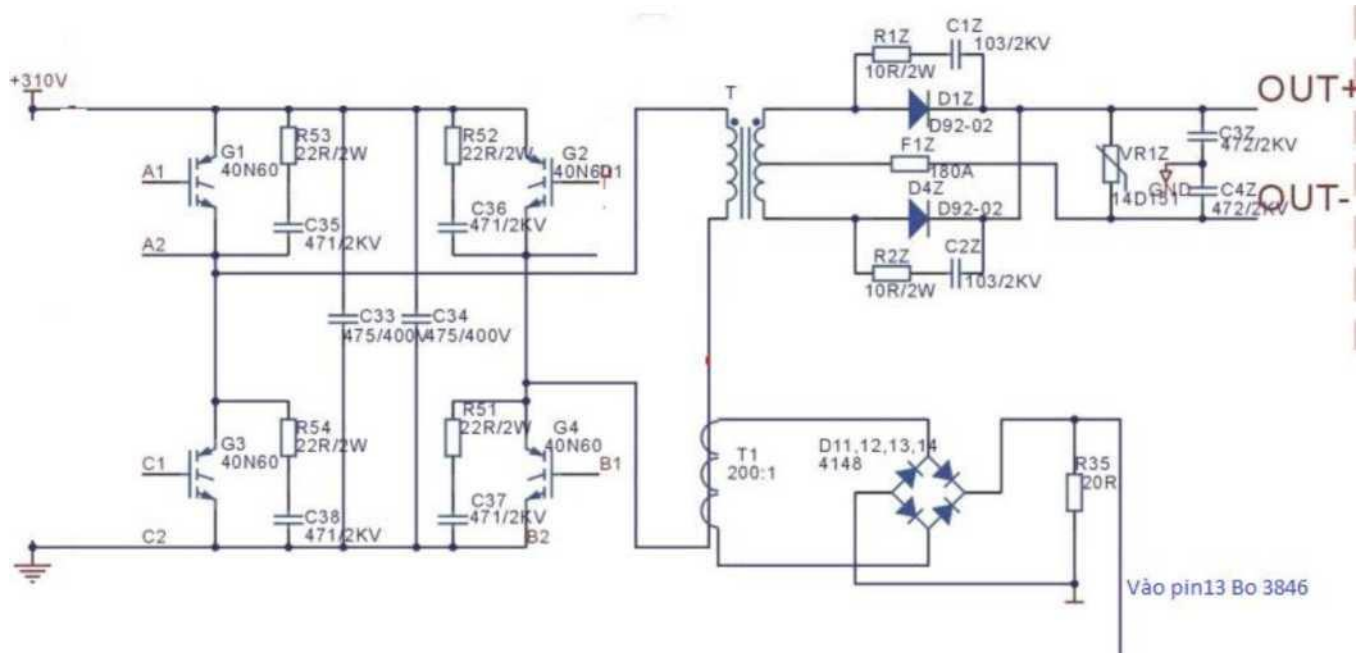 +310V
A1
G1
40N60
R53
22R/2W
C35
471/2KV
A2
R52
22R/2W
C36
471/2KV
G2
40N60
C33
475/400V
C34
475/400V
C1
G3
40N60
R54
22R/2W
C38
471/2KV
C2
R51
22R/2W
C37
471/2KV
G4
40N60
B1
B2
T
R1Z
10R/2W
C1Z
103/2KV
D1Z
D92-02
F1Z
180A
D4Z
D92-02
R2Z
10R/2W
C2Z
103/2KV
VR1Z
14D151
C3Z
472/2KV
GND
C4Z
472/2KV
OUT+
OUT-
T1
200:1
D11,12,13,14
4148
R35
20R
Vào pin13 Bo 3846